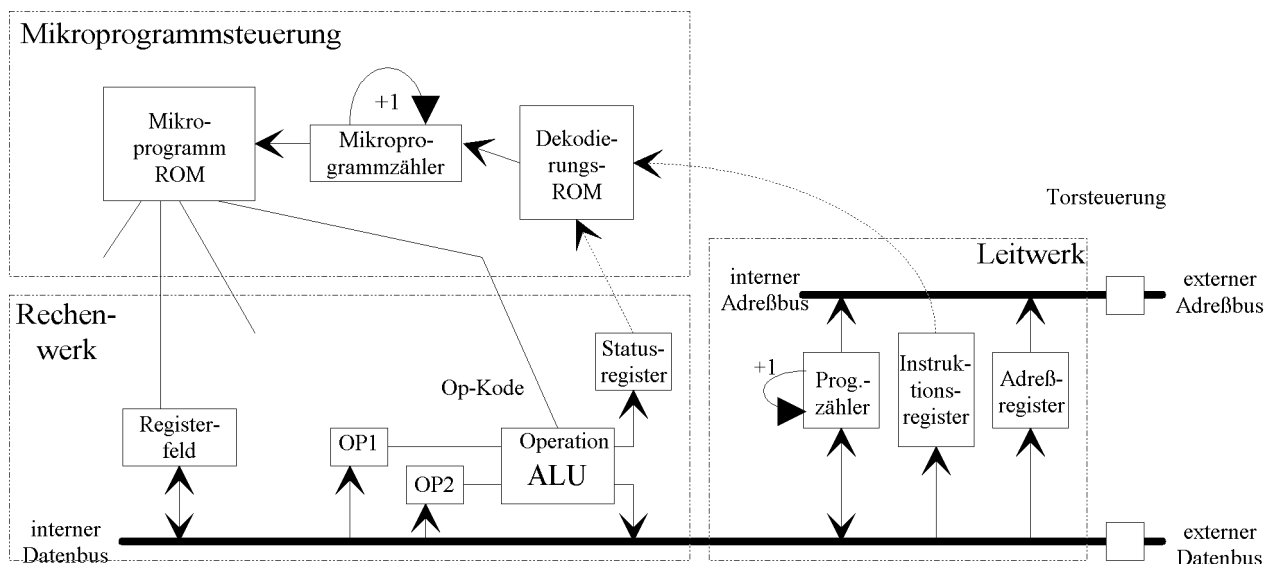 Mikroprogrammsteuerung
+1
Mikro-
programm
ROM
Mikropro-
grammzähler
Dekodie-
rungs-
ROM
Torsteuerung
Leitwerk
interner
Adreßbus
externer
Adreßbus
Rechen-
werk
Status-
register
+1
Prog.-
zähler
Instruk-
tions-
register
Adreß-
register
Op-Kode
Register-
feld
OP1
OP2
Operation
ALU
interner
Datenbus
externer
Datenbus